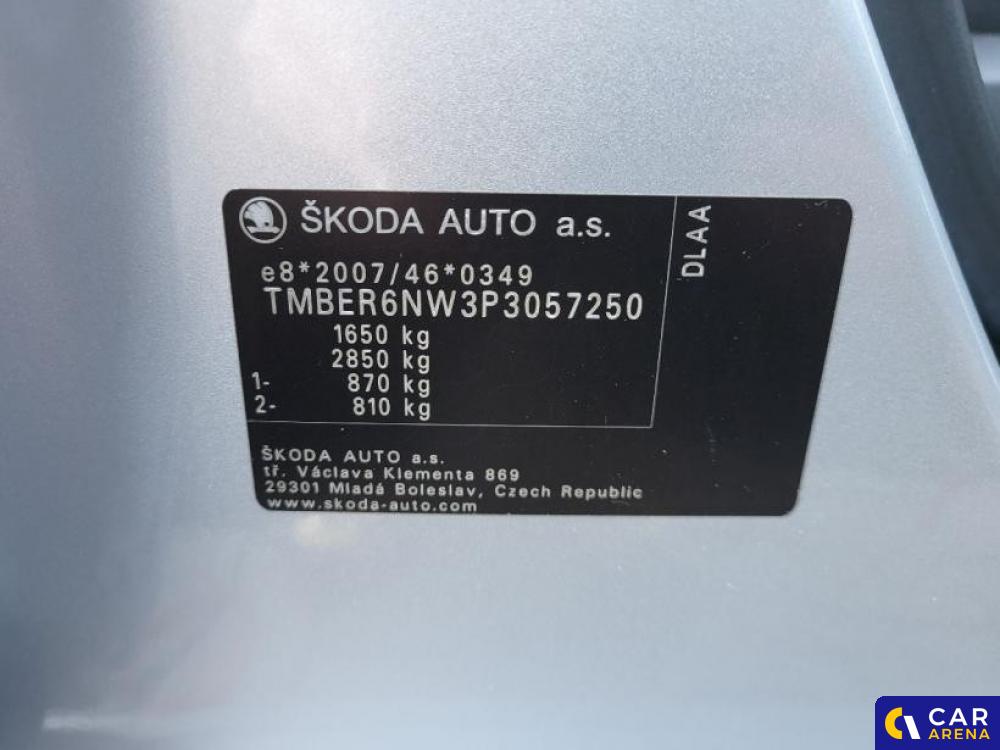 ŠKODA AUTO a.s.
DLAA
e8*2007/46*0349
TMBER6NW3P3057250
1650 kg
2850 kg
1- 870 kg
2- 810 kg
ŠKODA AUTO a.s.
tř. Václava Klementa 869
29301 Mladá Boleslav, Czech Republic
www.skoda-auto.com
CAR
ARENA